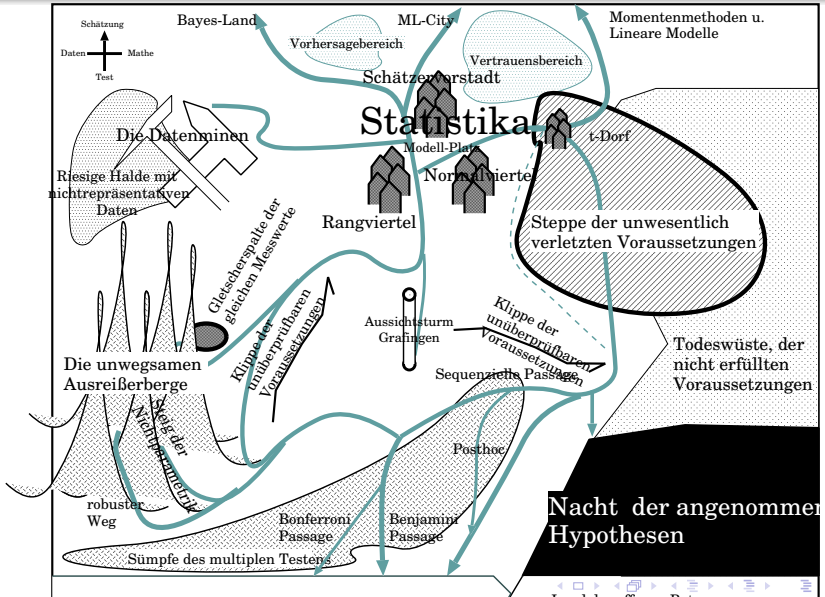 Schätzung
Daten
Mathe
Test
Bayes-Land
ML-City
Momentenmethoden u.
Lineare Modelle
Vorhersagebereich
Vertrauensbereich
Schätzervorstadt
Statistika
Modell-Platz
t-Dorf
Die Datenminen
Normalviertel
Rangviertel
Riesige Halde mit
nichtrepräsentativen
Daten
Steppe der unwesentlich
verletzten Voraussetzungen
Gletscherspalte der
gleichen Messwerte
Klippe der
unüberprüfbaren
Voraussetzungen
Aussichtsturm
Grafingen
Klippe der
unüberprüfbaren
Voraussetzungen
Todeswüste, der
nicht erfüllten
Voraussetzungen
Die unwegsamen
Ausreißerberge
Sequenzielle Passage
Steig der
Nichtparametrik
Posthoc
robuster
Weg
Bonferroni
Passage
Benjamini
Passage
Sümpfe des multiplen Testens
Nacht der angenommen
Hypothesen